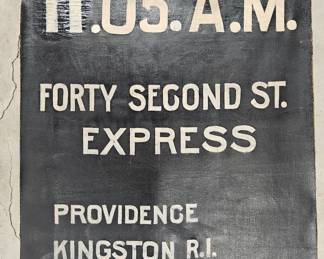 11.05.A.M.
FORTY SECOND ST.
EXPRESS
PROVIDENCE
KINGSTON R.I.